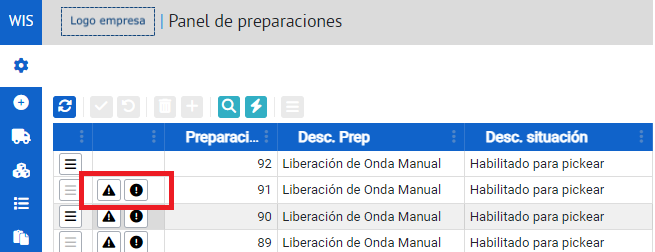 WIS Logo empresa | Panel de preparaciones
Preparaci... Desc. Prep Desc. situación
92 Liberación de Onda Manual Habilitado para pickear
91 Liberación de Onda Manual Habilitado para pickear
90 Liberación de Onda Manual Habilitado para pickear
89 Liberación de Onda Manual Habilitado para pickear